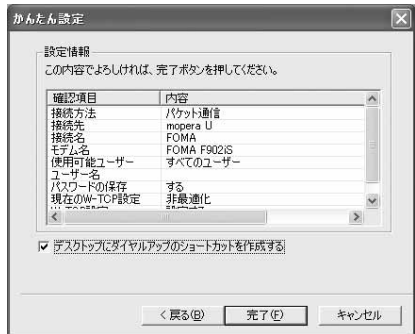 かんたん設定
設定情報
この内容でよろしければ、完了ボタンを押してください。
確認項目 内容
接続方法 パケット通信
接続先 mopera U
接続名 FOMA
モデム名 FOMA F902iS
使用可能ユーザー すべてのユーザー
ユーザー名
パスワードの保存 する
現在のW-TCP設定 非最適化
デスクトップにダイヤルアップのショートカットを作成する
< 戻る(B) 完了(F) キャンセル